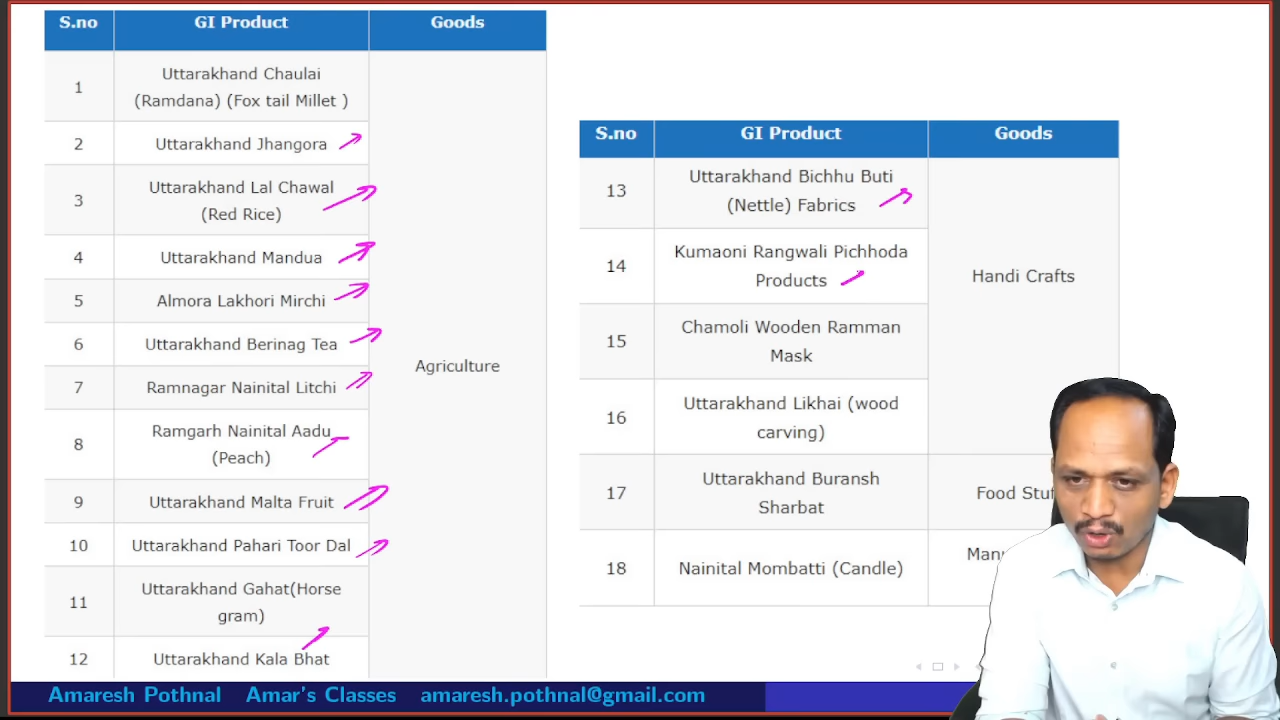 S.no GI Product Goods
1 Uttarakhand Chaulai
(Ramdana) (Fox tail Millet )
2 Uttarakhand Jhangora
3 Uttarakhand Lal Chawal
(Red Rice)
4 Uttarakhand Mandua
5 Almora Lakhori Mirchi
6 Uttarakhand Berinag Tea
7 Ramnagar Nainital Litchi
8 Ramgarh Nainital Aadu
(Peach)
9 Uttarakhand Malta Fruit
10 Uttarakhand Pahari Toor Dal
11 Uttarakhand Gahat(Horse
gram)
12 Uttarakhand Kala Bhat
Agriculture
S.no GI Product Goods
13 Uttarakhand Bichhu Buti
(Nettle) Fabrics
14 Kumaoni Rangwali Pichhoda
Products
15 Chamoli Wooden Ramman
Mask
16 Uttarakhand Likhai (wood
carving)
Handi Crafts
17 Uttarakhand Buransh
Sharbat
Food
18 Nainital Mombatti (Candle)
Amaresh Pothnal Amar's Classes amaresh.pothnal@gmail.com